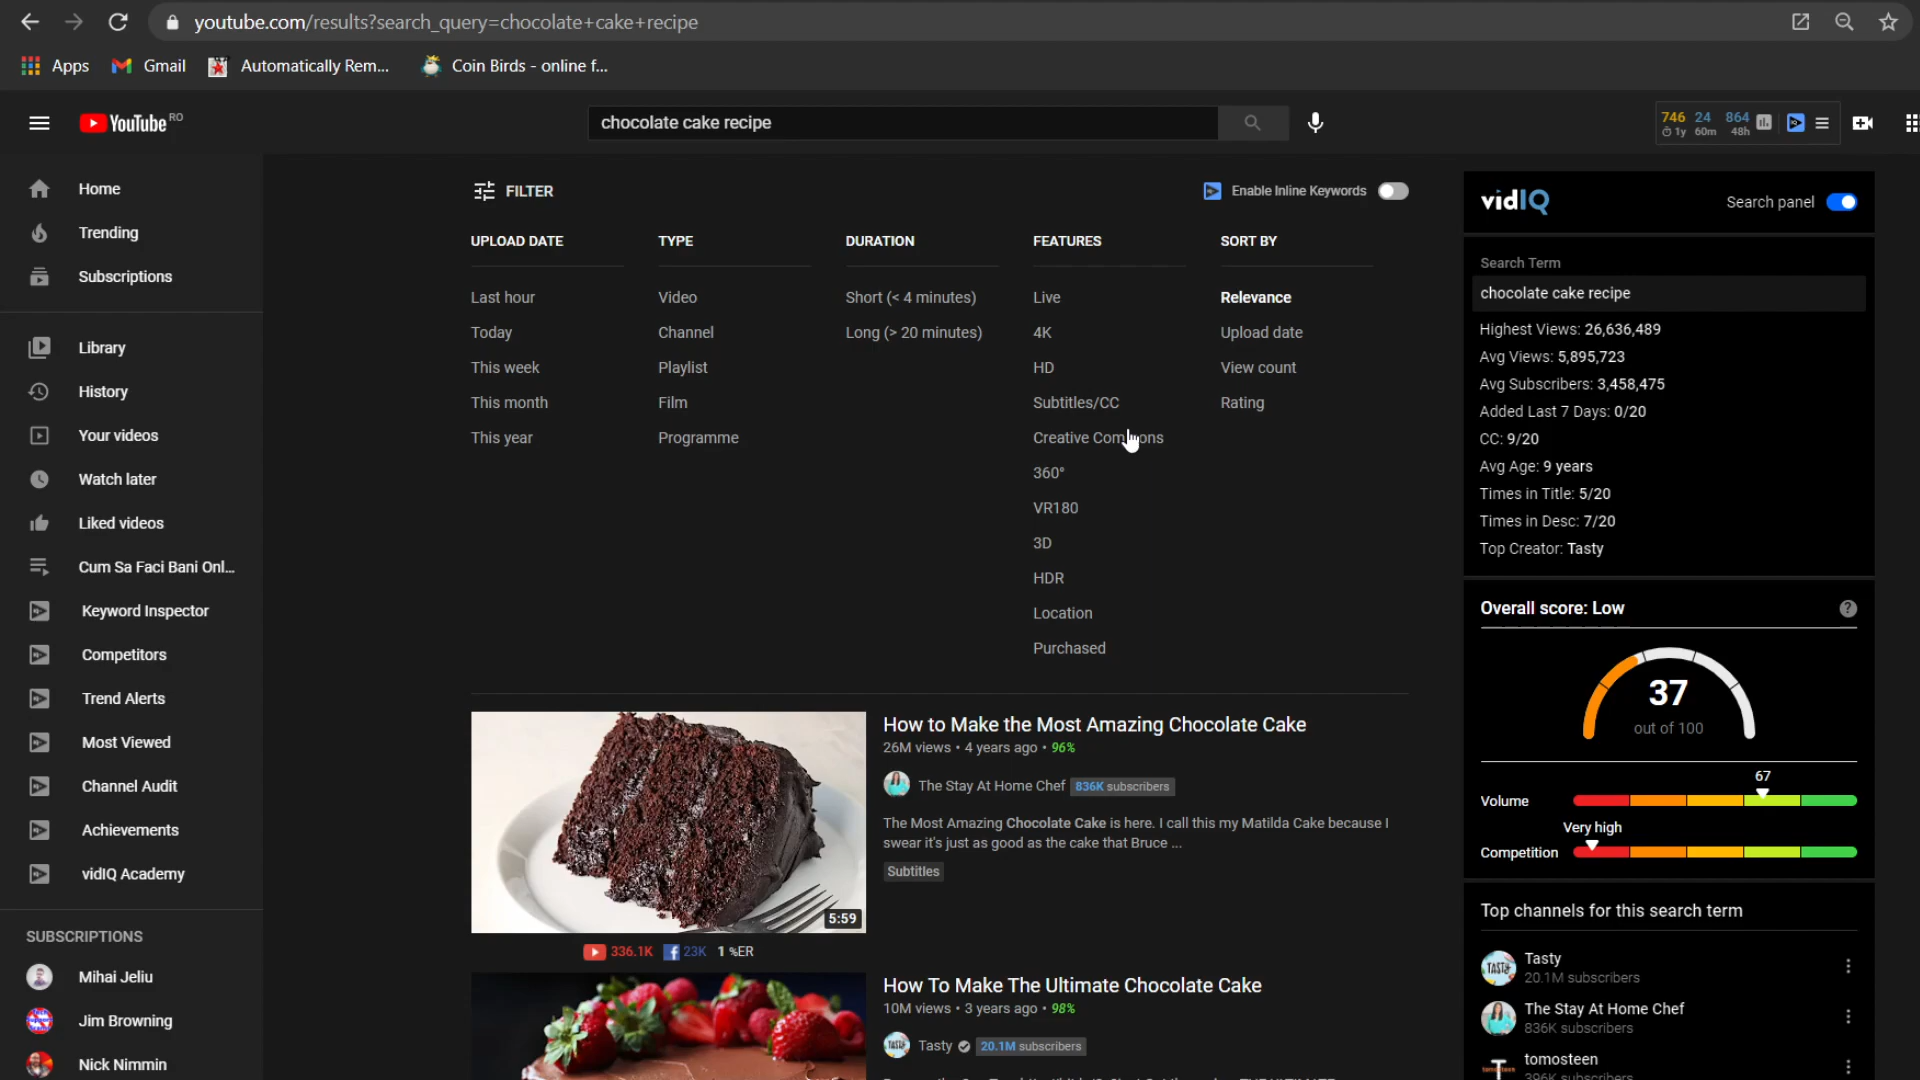 youtube.com/results?search_query=chocolate+cake+recipe
Apps
Gmail
Automatically Rem...
Coin Birds - online f...
YouTube RO
chocolate cake recipe
746 24 864
1y 60m 48h
Home
Trending
Subscriptions
Library
History
Your videos
Watch later
Liked videos
Cum Sa Faci Bani Onl...
Keyword Inspector
Competitors
Trend Alerts
Most Viewed
Channel Audit
Achievements
vidIQ Academy
SUBSCRIPTIONS
Mihai Jeliu
Jim Browning
Nick Nimmin
FILTER
Enable Inline Keywords
UPLOAD DATE
Last hour
Today
This week
This month
This year
TYPE
Video
Channel
Playlist
Film
Programme
DURATION
Short (< 4 minutes)
Long (> 20 minutes)
FEATURES
Live
4K
HD
Subtitles/CC
Creative Commons
360°
VR180
3D
HDR
Location
Purchased
SORT BY
Relevance
Upload date
View count
Rating
5:59
336.1K 23K 1 %ER
How to Make the Most Amazing Chocolate Cake
26M views • 4 years ago • 96%
The Stay At Home Chef 836K subscribers
The Most Amazing Chocolate Cake is here. I call this my Matilda Cake because I
swear it's just as good as the cake that Bruce ...
Subtitles
How To Make The Ultimate Chocolate Cake
10M views • 3 years ago • 98%
TASTY
Tasty 20.1M subscribers
vidIQ
Search panel
Search Term
chocolate cake recipe
Highest Views: 26,636,489
Avg Views: 5,895,723
Avg Subscribers: 3,458,475
Added Last 7 Days: 0/20
CC: 9/20
Avg Age: 9 years
Times in Title: 5/20
Times in Desc: 7/20
Top Creator: Tasty
Overall score: Low
?
37
out of 100
67
Volume
Very high
Competition
Top channels for this search term
TASTY
Tasty
20.1M subscribers
The Stay At Home Chef
836K subscribers
tomosteen
396K subscribers